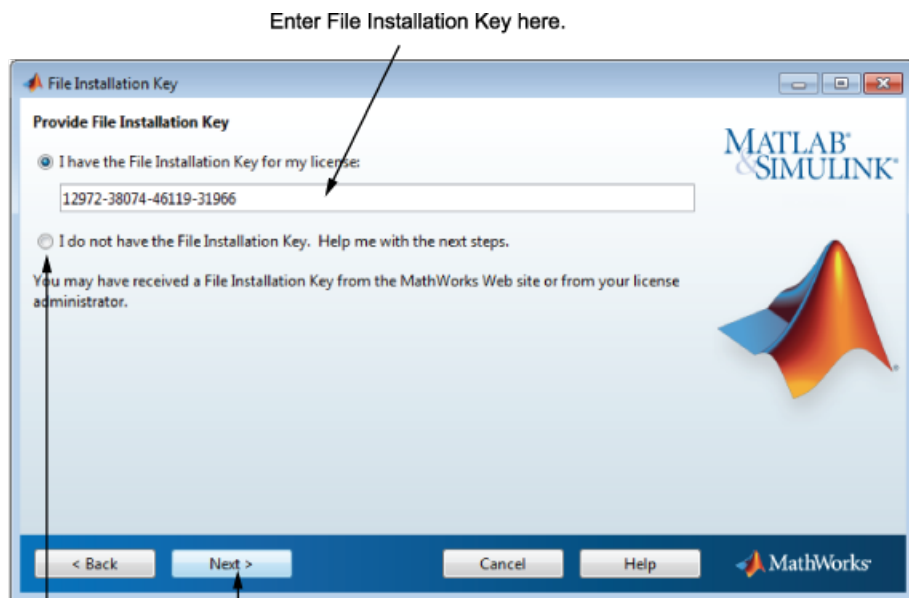 Enter File Installation Key here.
File Installation Key
Provide File Installation Key
I have the File Installation Key for my license:
12972-38074-46119-31966
I do not have the File Installation Key. Help me with the next steps.
You may have received a File Installation Key from the MathWorks Web site or from your license
administrator.
MATLAB®
&SIMULINK®
< Back
Next >
Cancel
Help
MathWorks®